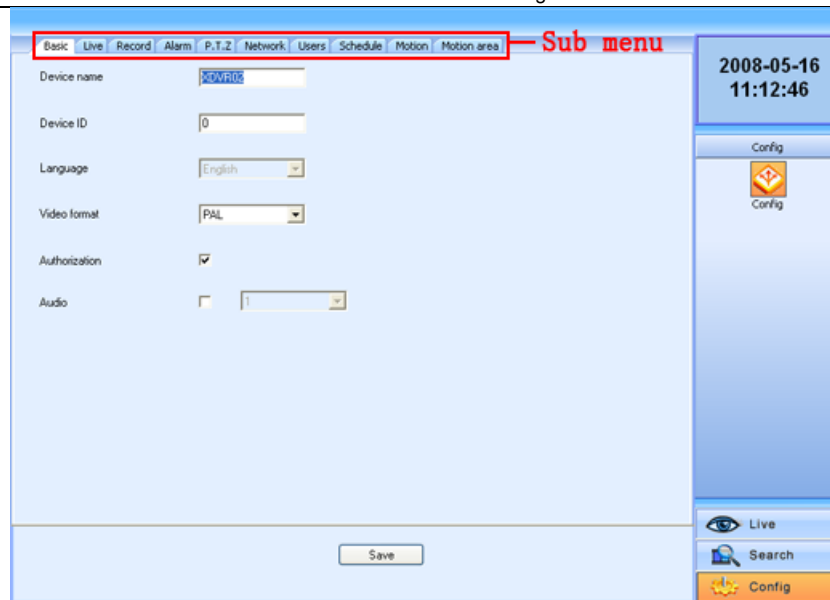 Basic Live Record Alarm P.T.Z Network Users Schedule Motion Motion area
Sub menu
Device name XDVR02
Device ID 0
Language English
Video format PAL
Authorization
Audio 1
Save
2008-05-16
11:12:46
Config
Config
Live
Search
Config